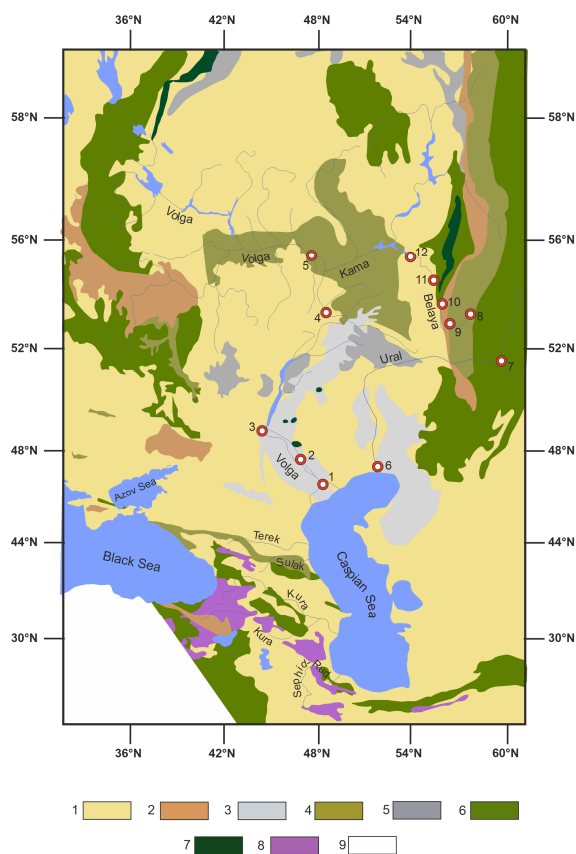 36°N 42°N 48°N 54°N 60°N
58°N 58°N
Volga
56°N 56°N
12
Volga
5
Kama
11
Belaya
10
8
9
4
52°N 52°N
Ural
7
3
48°N 48°N
2
6
Volga
1
Azov Sea
44°N 44°N
Terek
Black Sea
Sulak
Caspian Sea
Kura
30°N 30°N
Kura
Sephid-Rad
36°N 42°N 48°N 54°N 60°N
1 2 3 4 5 6
7 8 9